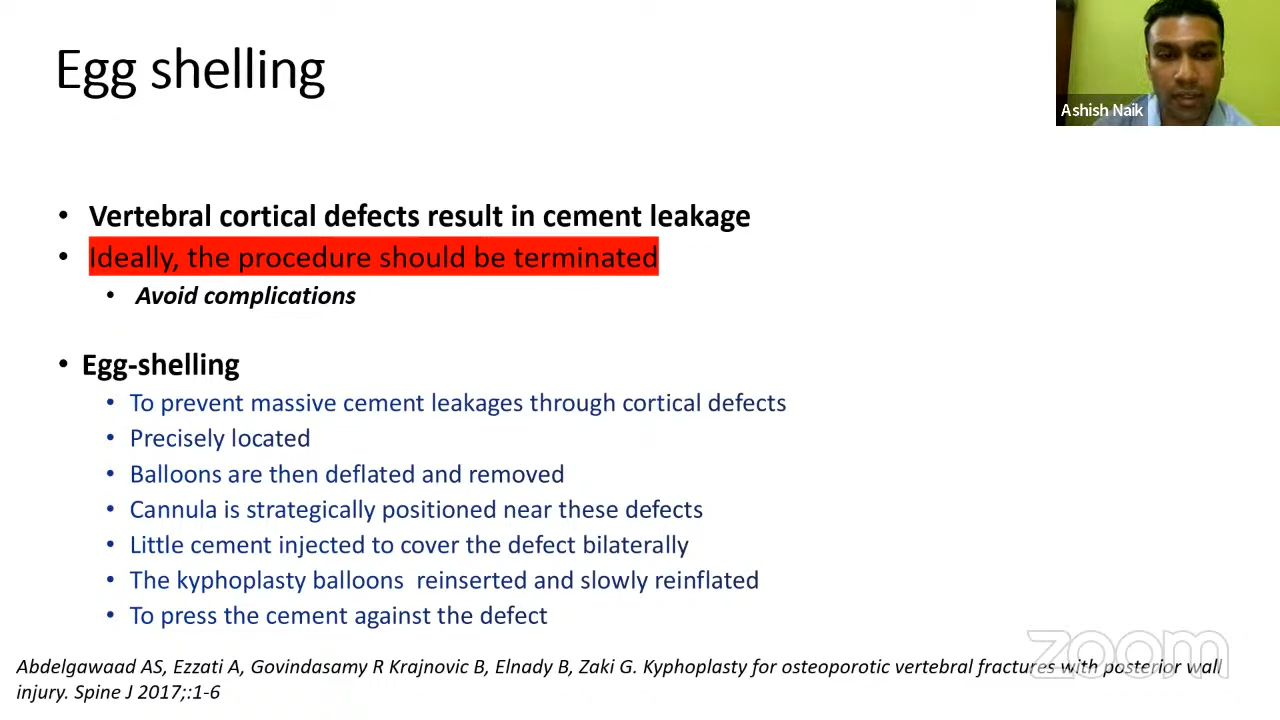 Egg shelling
Ashish Naik
• Vertebral cortical defects result in cement leakage
• Ideally, the procedure should be terminated
• Avoid complications
• Egg-shelling
• To prevent massive cement leakages through cortical defects
• Precisely located
• Balloons are then deflated and removed
• Cannula is strategically positioned near these defects
• Little cement injected to cover the defect bilaterally
• The kyphoplasty balloons reinserted and slowly reinflated
• To press the cement against the defect
zoom
Abdelgawaad AS, Ezzati A, Govindasamy R Krajnovic B, Elnady B, Zaki G. Kyphoplasty for osteoporotic vertebral fractures with posterior wall
injury. Spine J 2017;:1-6